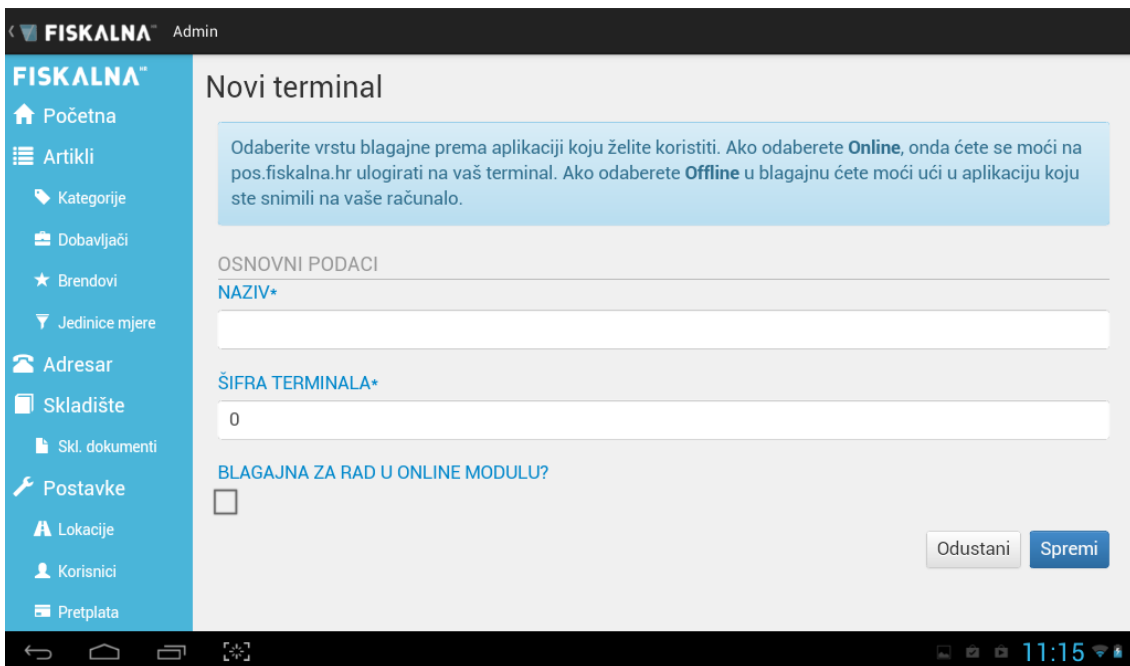 FISKALNA Admin
FISKALNA
Početna
Artikli
Kategorije
Dobavljači
Brendovi
Jedinice mjere
Adresar
Skladište
Skl. dokumenti
Postavke
Lokacije
Korisnici
Pretplata
Novi terminal
Odaberite vrstu blagajne prema aplikaciji koju želite koristiti. Ako odaberete Online, onda ćete se moći na
pos.fiskalna.hr ulogirati na vaš terminal. Ako odaberete Offline u blagajnu ćete moći ući u aplikaciju koju
ste snimili na vaše računalo.
OSNOVNI PODACI
NAZIV*
ŠIFRA TERMINALA*
0
BLAGAJNA ZA RAD U ONLINE MODULU?
Odustani Spremi
11:15